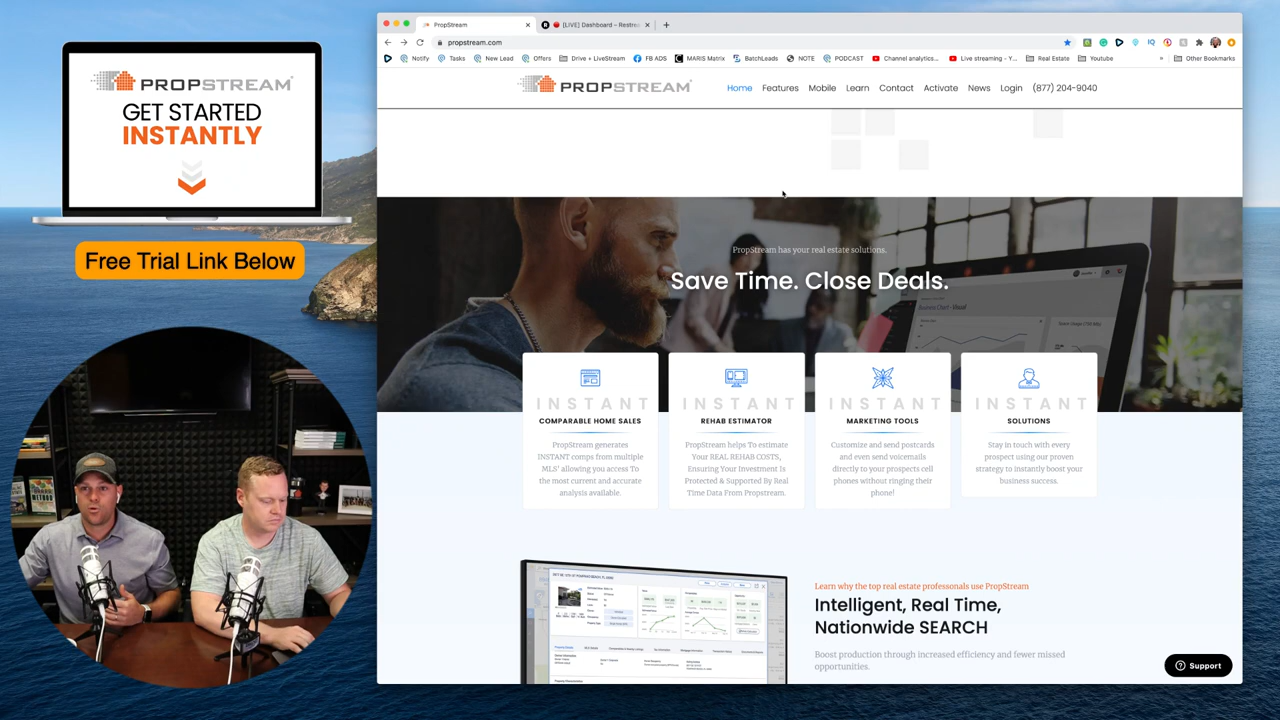 PROPSTREAM
GET STARTED
INSTANTLY
Free Trial Link Below
PropStream
[LIVE] Dashboard – Restre
propstream.com
Notify
Tasks
New Lead
Offers
Drive + LiveStream
FB ADS
MARIS Matrix
BatchLeads
NOTE
PODCAST
Channel analytics...
Live streaming - Y...
Real Estate
Youtube
»
Other Bookmarks
PROPSTREAM
Home
Features
Mobile
Learn
Contact
Activate
News
Login
(877) 204-9040
PropStream has your real estate solutions.
Save Time. Close Deals.
INSTANT
COMPARABLE HOME SALES
PropStream generates
INSTANT comps from multiple
MLS' allowing you access To
the most current and accurate
analysis available.
INSTANT
REHAB ESTIMATOR
PropStream helps To estimate
Your REAL REHAB COSTS,
Ensuring Your Investment Is
Protected & Supported By Real
Time Data From Propstream.
INSTANT
MARKETING TOOLS
Customize and send postcards
and even send voicemails
directly to your prospects cell
phones without ringing their
phone!
INSTANT
SOLUTIONS
Stay in touch with every
prospect using our proven
strategy to instantly boost your
business success.
Learn why the top real estate professonals use PropStream
Intelligent, Real Time,
Nationwide SEARCH
Boost production through increased efficiency and fewer missed
opportunities.
Support